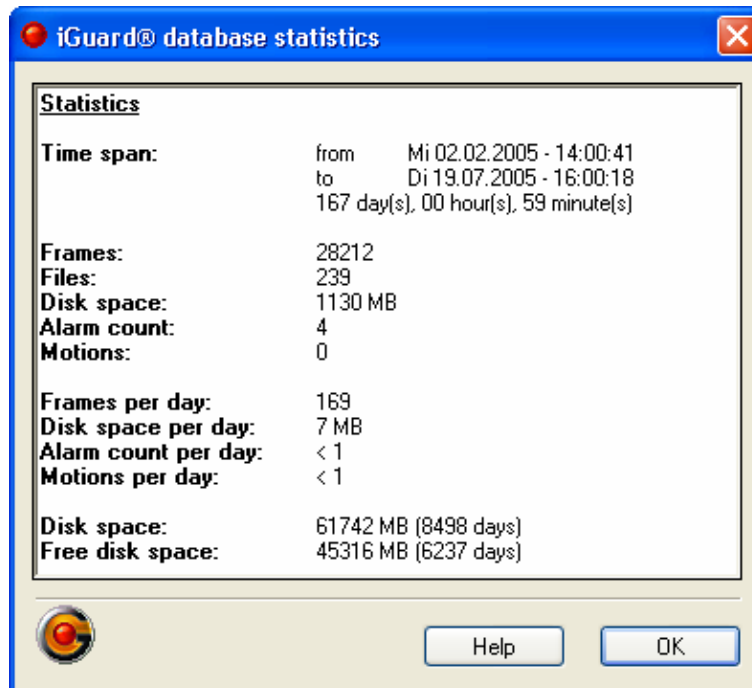 iGuard® database statistics
Statistics
Time span: from Mi 02.02.2005 - 14:00:41
to Di 19.07.2005 - 16:00:18
167 day(s), 00 hour(s), 59 minute(s)
Frames: 28212
Files: 239
Disk space: 1130 MB
Alarm count: 4
Motions: 0
Frames per day: 169
Disk space per day: 7 MB
Alarm count per day: < 1
Motions per day: < 1
Disk space: 61742 MB (8498 days)
Free disk space: 45316 MB (6237 days)
Help OK